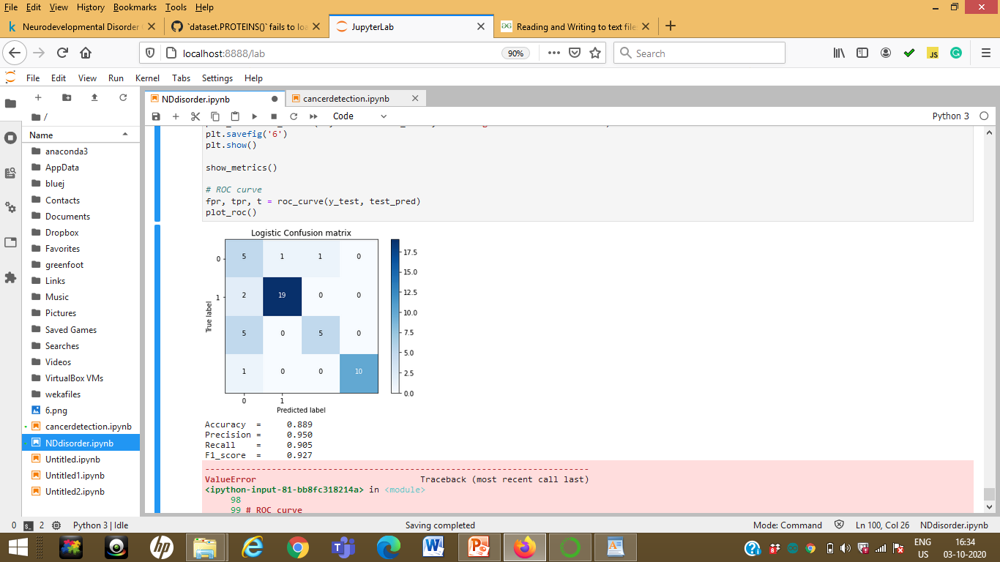 File Edit View History Bookmarks Tools Help
Neurodevelopmental Disorder
`dataset.PROTEINS()` fails to loa
JupyterLab
Reading and Writing to text files
localhost:8888/lab
90%
Search
JS
File Edit View Run Kernel Tabs Settings Help
NDdisorder.ipynb
cancerdetection.ipynb
/
Code
Python 3
Name
anaconda3
AppData
bluej
Contacts
Documents
Dropbox
Favorites
greenfoot
Links
Music
Pictures
Saved Games
Searches
Videos
VirtualBox VMs
wekafiles
6.png
cancerdetection.ipynb
NDdisorder.ipynb
Untitled.ipynb
Untitled1.ipynb
Untitled2.ipynb
plt.savefig('6')
plt.show()
show_metrics()
# ROC curve
fpr, tpr, t = roc_curve(y_test, test_pred)
plot_roc()
Logistic Confusion matrix
0 5 1 1 0
1 2 19 0 0
5 0 5 0
1 0 0 10
0 1
True label
Predicted label
17.5
15.0
12.5
10.0
7.5
5.0
2.5
0.0
Accuracy = 0.889
Precision = 0.950
Recall = 0.905
F1_score = 0.927
---------------------------------------------------------------------------
ValueError Traceback (most recent call last)
<ipython-input-81-bb8fc318214a> in <module>
98
99 # ROC curve
0 2 Python 3 | Idle
Saving completed
Mode: Command Ln 100, Col 26 NDdisorder.ipynb
ENG
US
16:34
03-10-2020